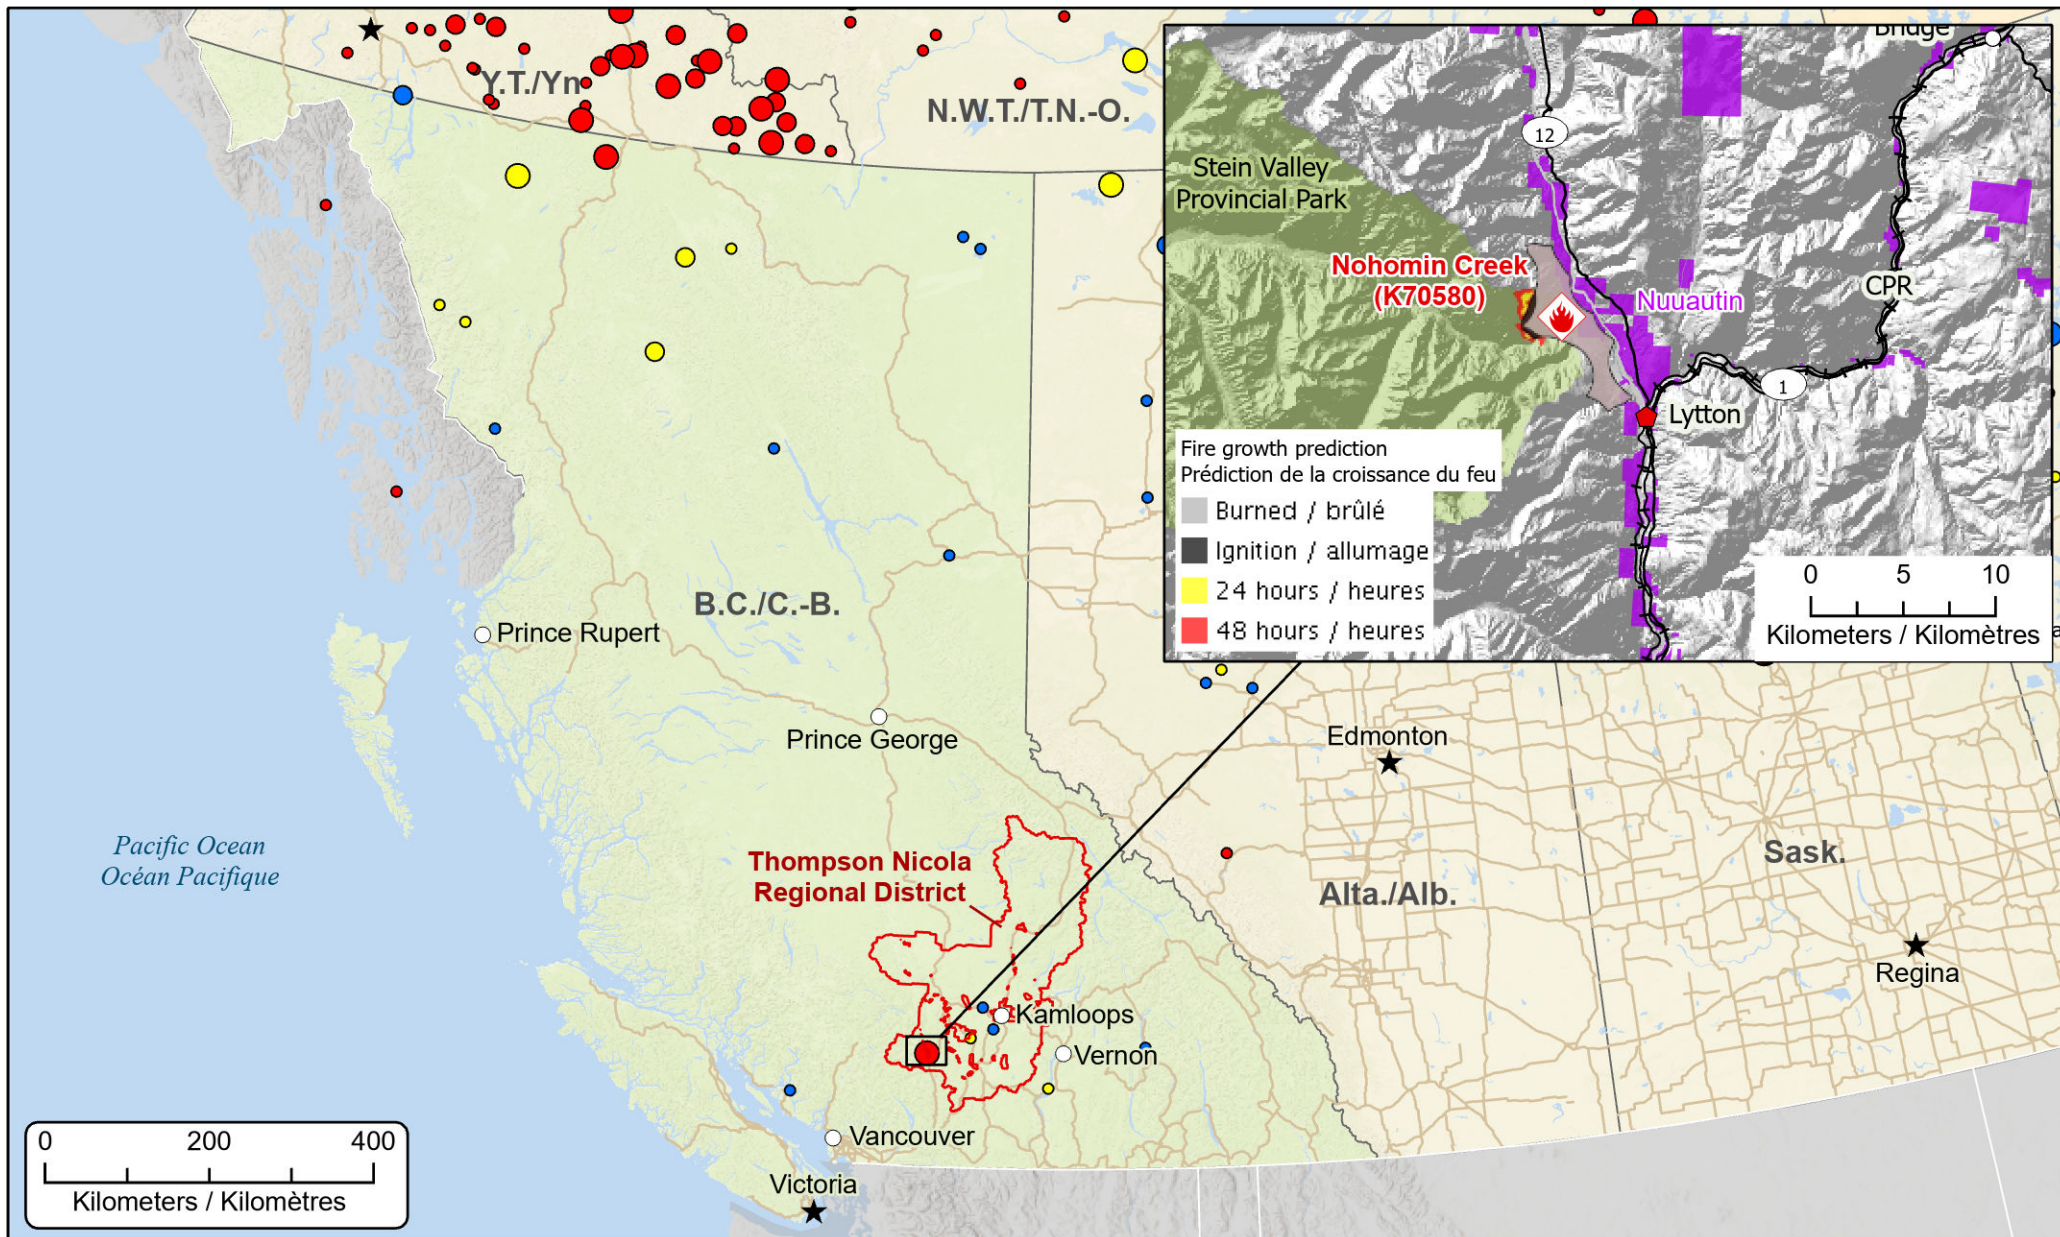 Y.T./Yn
N.W.T./T.N.-O.
B.C./C.-B.
Prince Rupert
Prince George
Pacific Ocean
Océan Pacifique
Thompson Nicola
Regional District
Kamloops
Vernon
Vancouver
Victoria
Edmonton
Alta./Alb.
Sask.
Regina
0 200 400
Kilometers / Kilomètres
Bridge
12
Stein Valley
Provincial Park
Nohomin Creek
(K70580)
Nuuautin
CPR
1
Lytton
Fire growth prediction
Prédiction de la croissance du feu
Burned / brûlé
Ignition / allumage
24 hours / heures
48 hours / heures
0 5 10
Kilometers / Kilomètres